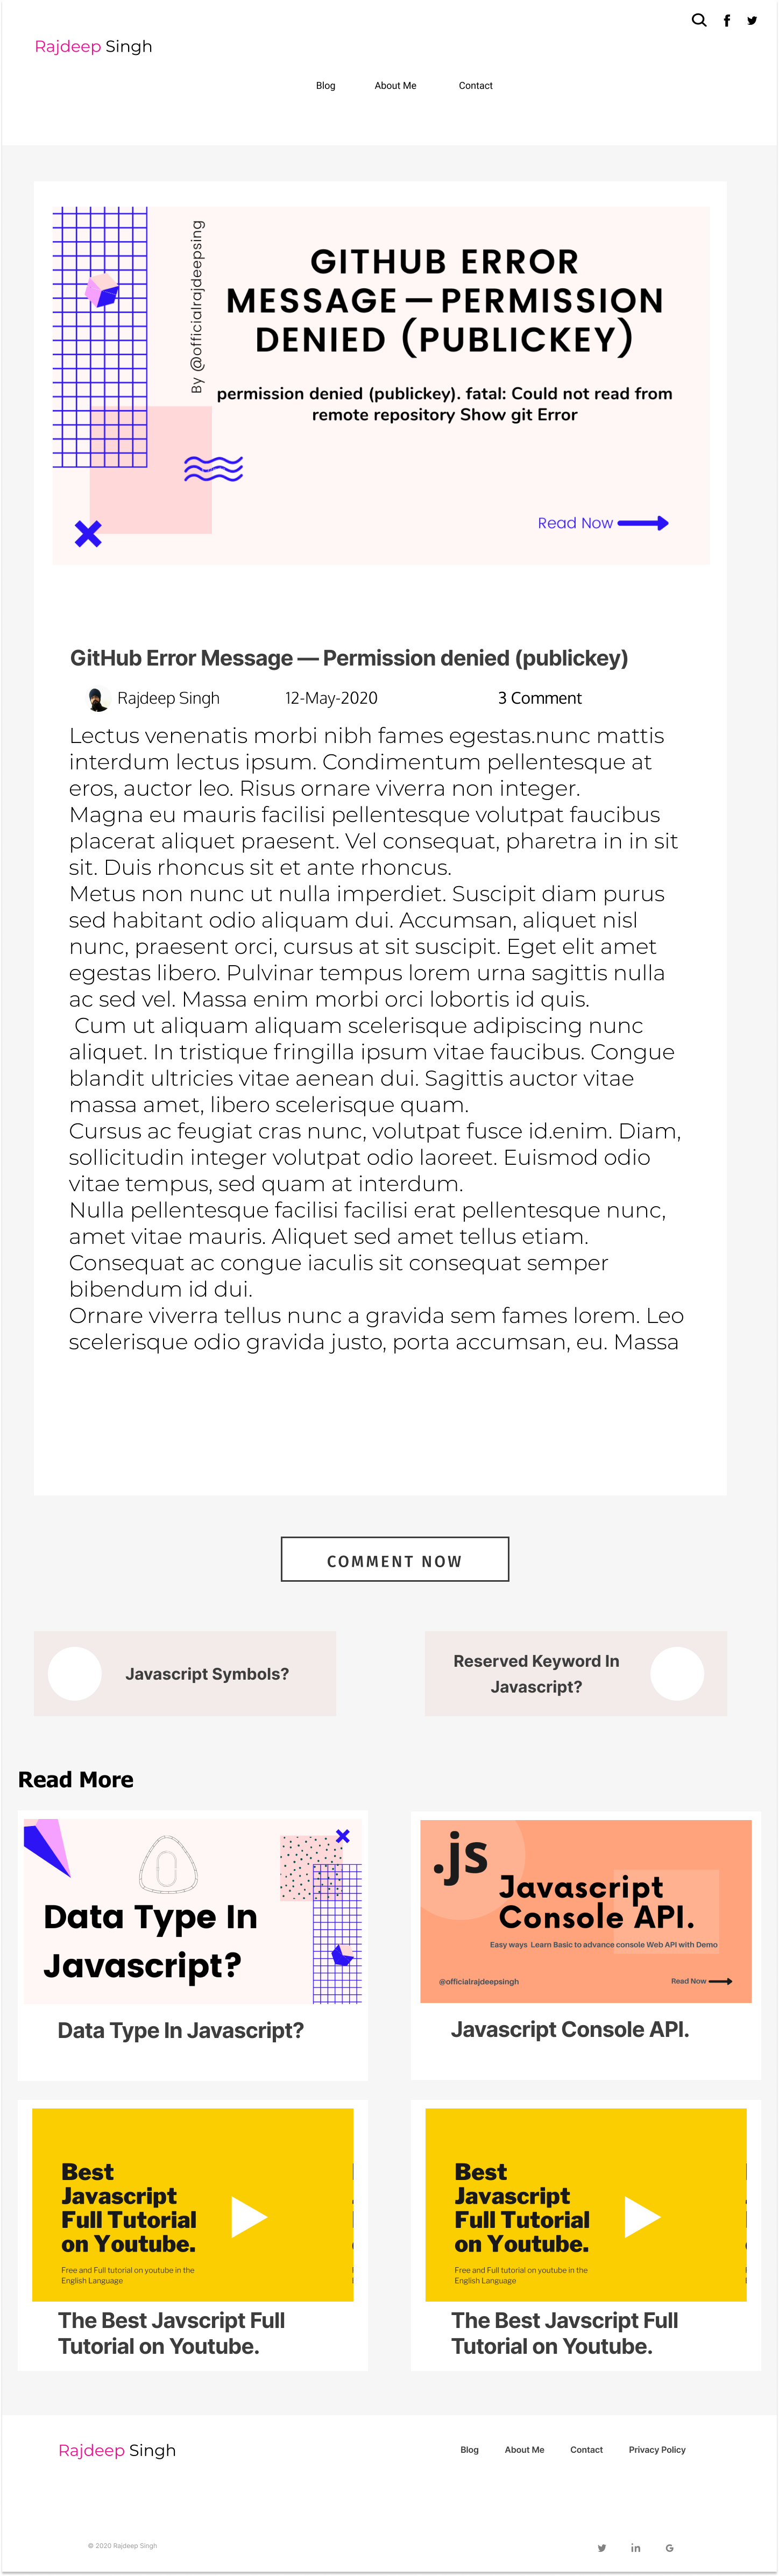 Rajdeep Singh
Blog About Me Contact
By @officialrajdeepsing
GITHUB ERROR
MESSAGE — PERMISSION
DENIED (PUBLICKEY)
permission denied (publickey). fatal: Could not read from
remote repository Show git Error
Read Now
GitHub Error Message — Permission denied (publickey)
Rajdeep Singh 12-May-2020 3 Comment
Lectus venenatis morbi nibh fames egestas.nunc mattis
interdum lectus ipsum. Condimentum pellentesque at
eros, auctor leo. Risus ornare viverra non integer.
Magna eu mauris facilisi pellentesque volutpat faucibus
placerat aliquet praesent. Vel consequat, pharetra in in sit
sit. Duis rhoncus sit et ante rhoncus.
Metus non nunc ut nulla imperdiet. Suscipit diam purus
sed habitant odio aliquam dui. Accumsan, aliquet nisl
nunc, praesent orci, cursus at sit suscipit. Eget elit amet
egestas libero. Pulvinar tempus lorem urna sagittis nulla
ac sed vel. Massa enim morbi orci lobortis id quis.
Cum ut aliquam aliquam scelerisque adipiscing nunc
aliquet. In tristique fringilla ipsum vitae faucibus. Congue
blandit ultricies vitae aenean dui. Sagittis auctor vitae
massa amet, libero scelerisque quam.
Cursus ac feugiat cras nunc, volutpat fusce id.enim. Diam,
sollicitudin integer volutpat odio laoreet. Euismod odio
vitae tempus, sed quam at interdum.
Nulla pellentesque facilisi facilisi erat pellentesque nunc,
amet vitae mauris. Aliquet sed amet tellus etiam.
Consequat ac congue iaculis sit consequat semper
bibendum id dui.
Ornare viverra tellus nunc a gravida sem fames lorem. Leo
scelerisque odio gravida justo, porta accumsan, eu. Massa
COMMENT NOW
Javascript Symbols?
Reserved Keyword In
Javascript?
Read More
Data Type In
Javascript?
Data Type In Javascript?
.js
Javascript
Console API.
Easy ways Learn Basic to advance console Web API with Demo
@officialrajdeepsingh Read Now
Javascript Console API.
Best
Javascript
Full Tutorial
on Youtube.
Free and Full tutorial on youtube in the
English Language
The Best Javscript Full
Tutorial on Youtube.
Best
Javascript
Full Tutorial
on Youtube.
Free and Full tutorial on youtube in the
English Language
The Best Javscript Full
Tutorial on Youtube.
Rajdeep Singh
Blog About Me Contact Privacy Policy
© 2020 Rajdeep Singh